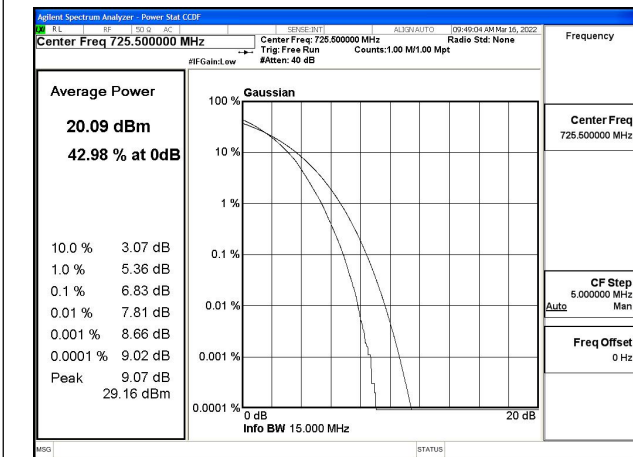 Agilent Spectrum Analyzer - Power Stat CCDF
RL RF 50 Ω AC SENSE:INT ALIGNAUTO 09:49:04 AM Mar 16, 2022
Center Freq 725.500000 MHz
Center Freq: 725.500000 MHz Radio Std: None
Trig: Free Run Counts:1.00 M/1.00 Mpt
#IFGain:Low #Atten: 40 dB
Frequency
Average Power
20.09 dBm
42.98 % at 0dB
10.0 % 3.07 dB
1.0 % 5.36 dB
0.1 % 6.83 dB
0.01 % 7.81 dB
0.001 % 8.66 dB
0.0001 % 9.02 dB
Peak 9.07 dB
29.16 dBm
Gaussian
100 %
10 %
1 %
0.1 %
0.01 %
0.001 %
0.0001 %
0 dB 20 dB
Info BW 15.000 MHz
Center Freq
725.500000 MHz
CF Step
5.000000 MHz
Auto Man
Freq Offset
0 Hz
MSG STATUS